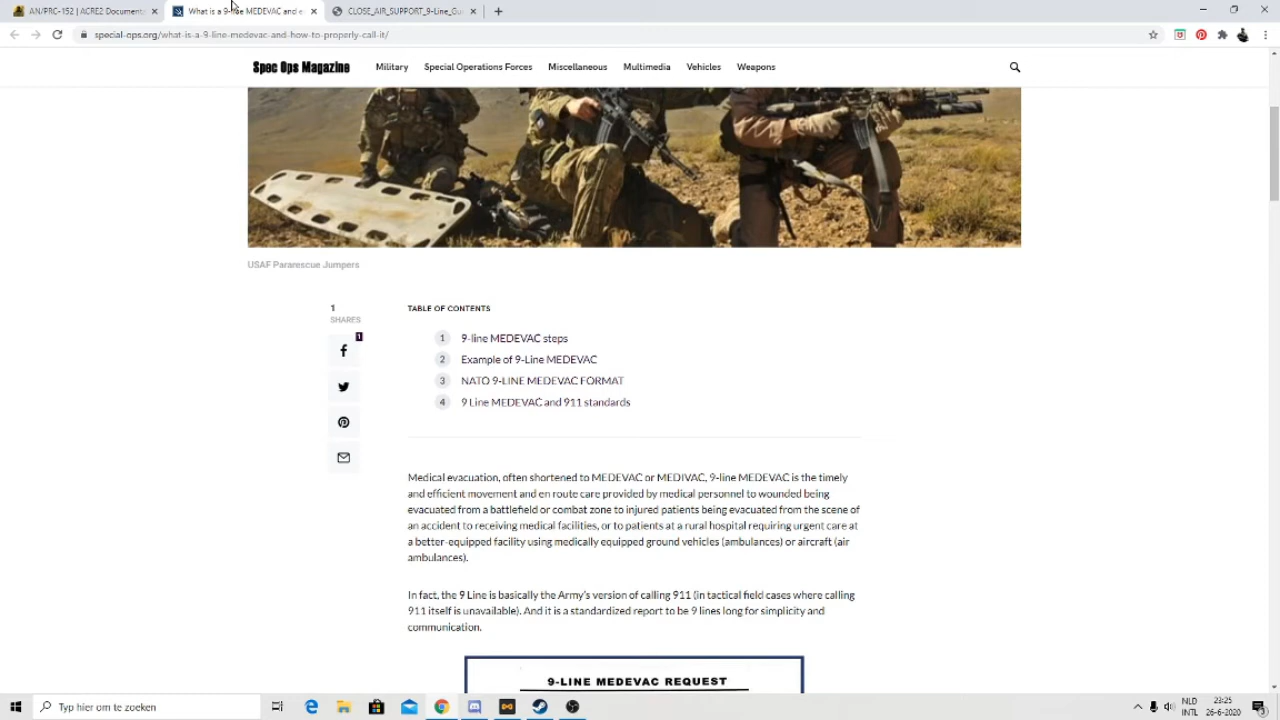 AN/PRC-152 | ACRE2 Document
What is a 9-line MEDEVAC and
CLOSE_AIR_SUPPORT_9-Line_Gu
special-ops.org/what-is-a-9-line-medevac-and-how-to-properly-call-it/
Spec Ops Magazine
Military
Special Operations Forces
Miscellaneous
Multimedia
Vehicles
Weapons
USAF Pararescue Jumpers
1
SHARES
1
TABLE OF CONTENTS
1 9-line MEDEVAC steps
2 Example of 9-Line MEDEVAC
3 NATO 9-LINE MEDEVAC FORMAT
4 9 Line MEDEVAC and 911 standards
Medical evacuation, often shortened to MEDEVAC or MEDIVAC, 9-line MEDEVAC is the timely
and efficient movement and en route care provided by medical personnel to wounded being
evacuated from a battlefield or combat zone to injured patients being evacuated from the scene of
an accident to receiving medical facilities, or to patients at a rural hospital requiring urgent care at
a better-equipped facility using medically equipped ground vehicles (ambulances) or aircraft (air
ambulances).
In fact, the 9 Line is basically the Army's version of calling 911 (in tactical field cases where calling
911 itself is unavailable). And it is a standardized report to be 9 lines long for simplicity and
communication.
9-LINE MEDEVAC REQUEST
Typ hier om te zoeken
NLD
INTL
23:25
26-6-2020